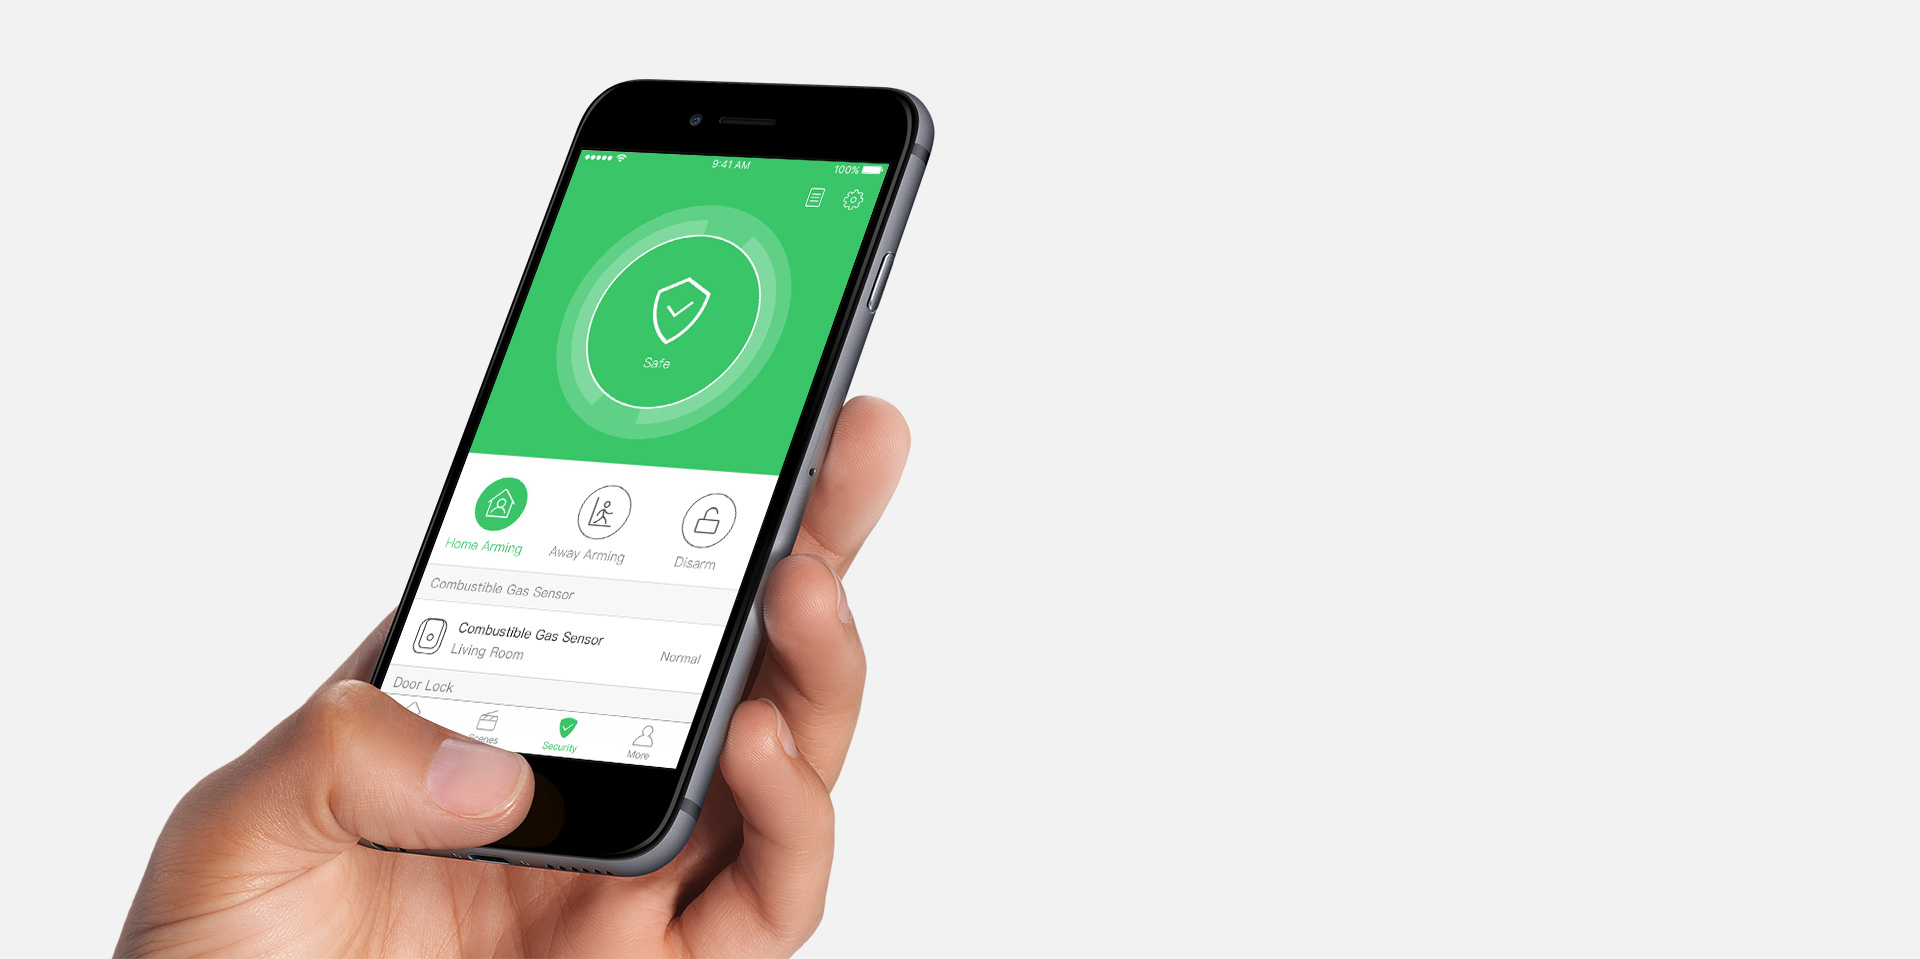 9:41 AM
100%
Safe
Home Arming
Away Arming
Disarm
Combustible Gas Sensor
Combustible Gas Sensor
Living Room
Normal
Door Lock
Scenes
Security
More